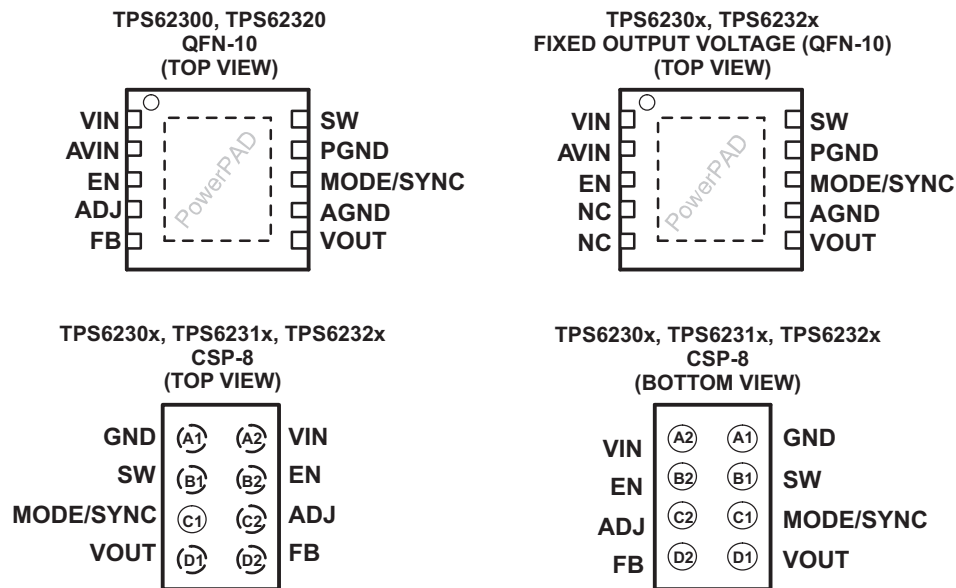 TPS62300, TPS62320
QFN-10
(TOP VIEW)
VIN
AVIN
EN
ADJ
FB
PowerPAD
SW
PGND
MODE/SYNC
AGND
VOUT
TPS6230x, TPS6232x
FIXED OUTPUT VOLTAGE (QFN-10)
(TOP VIEW)
VIN
AVIN
EN
NC
NC
PowerPAD
SW
PGND
MODE/SYNC
AGND
VOUT
TPS6230x, TPS6231x, TPS6232x
CSP-8
(TOP VIEW)
GND A1 A2 VIN
SW B1 B2 EN
MODE/SYNC C1 C2 ADJ
VOUT D1 D2 FB
TPS6230x, TPS6231x, TPS6232x
CSP-8
(BOTTOM VIEW)
VIN A2 A1 GND
EN B2 B1 SW
ADJ C2 C1 MODE/SYNC
FB D2 D1 VOUT